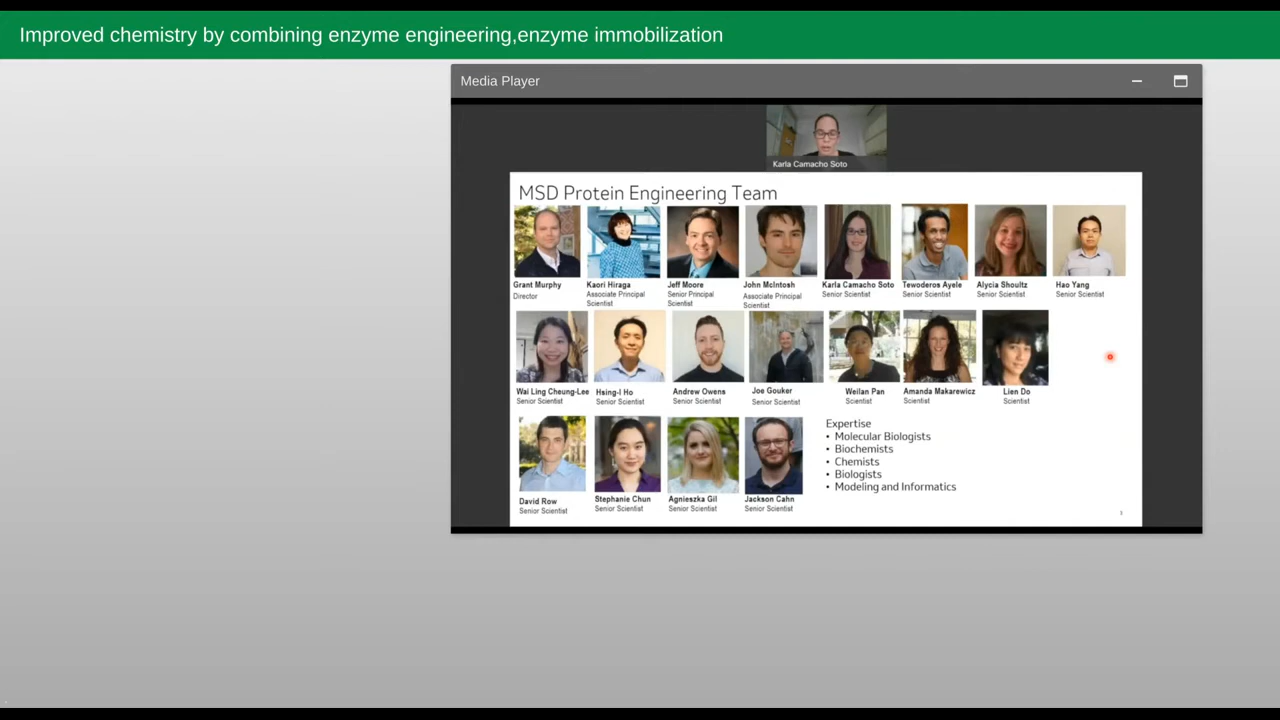 Improved chemistry by combining enzyme engineering,enzyme immobilization
Media Player
Karla Camacho Soto
MSD Protein Engineering Team
Grant Murphy
Director
Kaori Hiraga
Associate Principal
Scientist
Jeff Moore
Senior Principal
Scientist
John McIntosh
Associate Principal
Scientist
Karla Camacho Soto
Senior Scientist
Tewoderos Ayele
Senior Scientist
Alycia Shoultz
Senior Scientist
Hao Yang
Senior Scientist
Wai Ling Cheung-Lee
Senior Scientist
Hsing-I Ho
Senior Scientist
Andrew Owens
Senior Scientist
Joe Gouker
Senior Scientist
Weilan Pan
Scientist
Amanda Makarewicz
Scientist
Lien Do
Scientist
David Row
Senior Scientist
Stephanie Chun
Senior Scientist
Agnieszka Gil
Senior Scientist
Jackson Cahn
Senior Scientist
Expertise
• Molecular Biologists
• Biochemists
• Chemists
• Biologists
• Modeling and Informatics
3